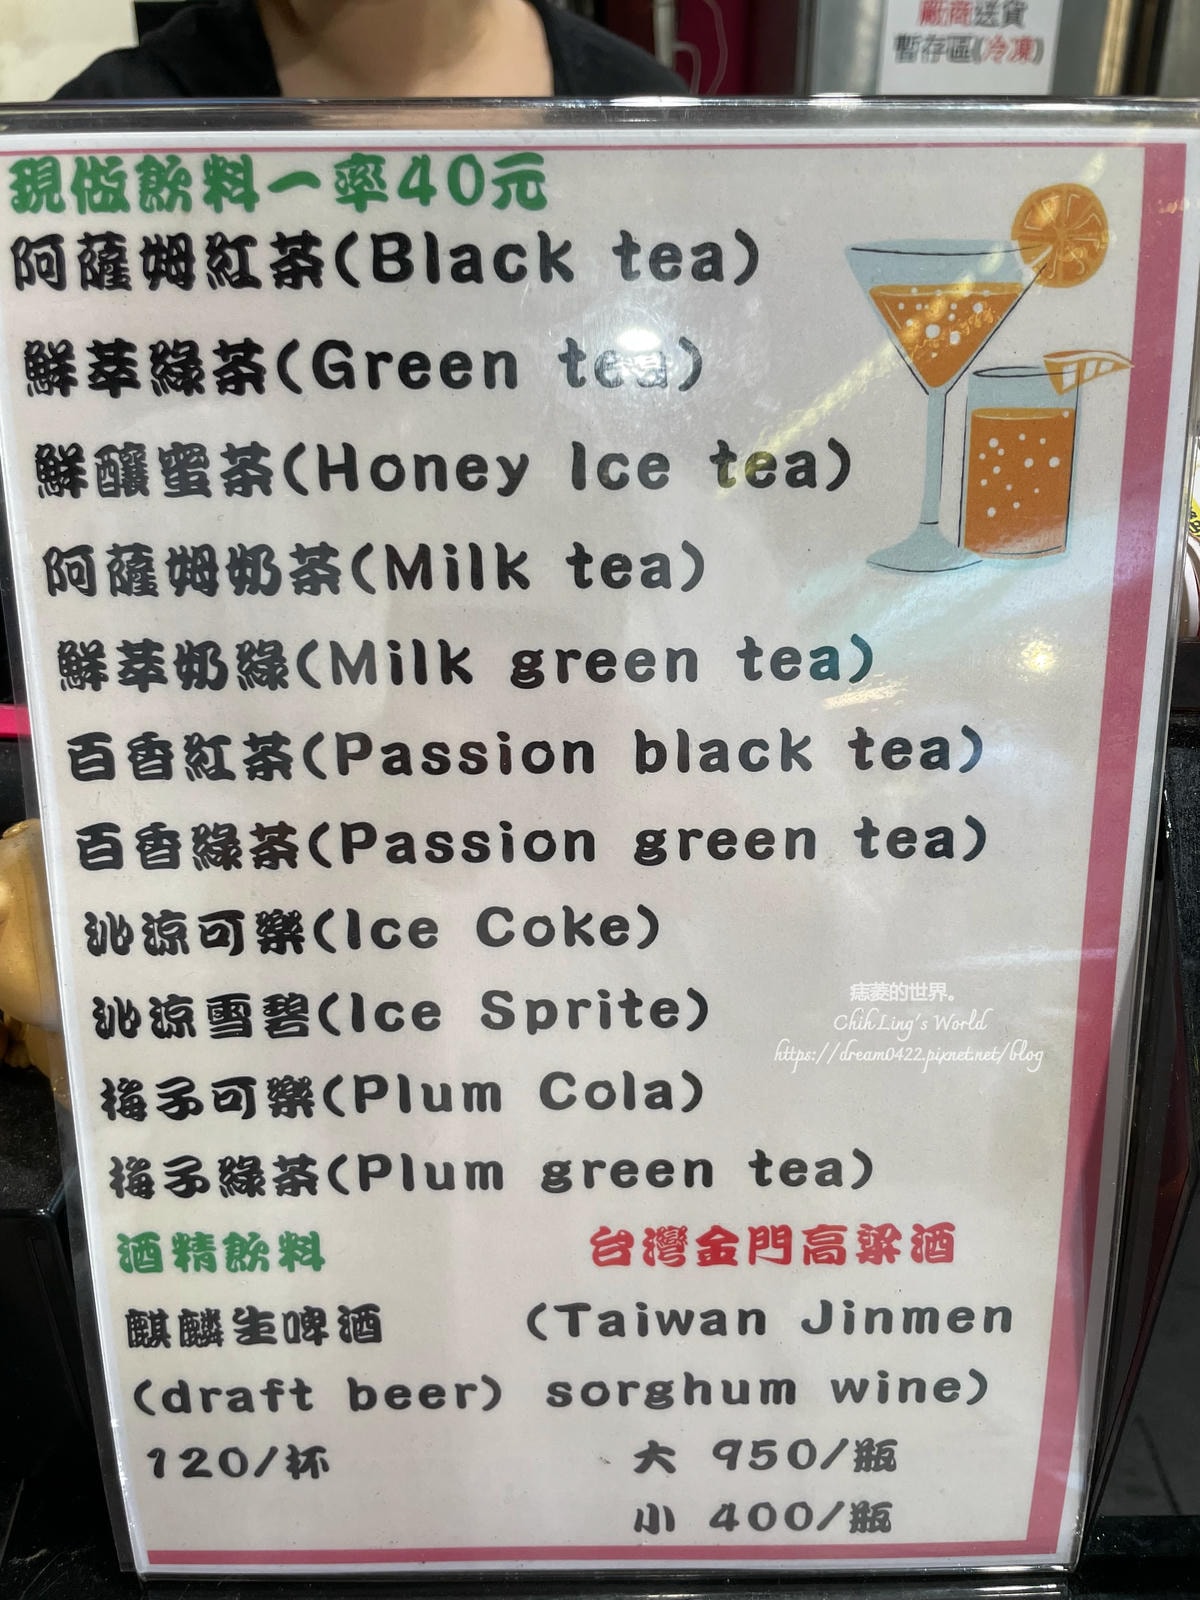 廠商送貨
暫存區(冷凍)
現做飲料一率40元
阿薩姆紅茶(Black tea)
鮮萃綠茶(Green tea)
鮮釀蜜茶(Honey Ice tea)
阿薩姆奶茶(Milk tea)
鮮萃奶綠(Milk green tea)
百香紅茶(Passion black tea)
百香綠茶(Passion green tea)
沁涼可樂(Ice Coke)
沁涼雪碧(Ice Sprite)
梅子可樂(Plum Cola)
梅子綠茶(Plum green tea)
酒精飲料
麒麟生啤酒
(draft beer)
120/杯
台灣金門高粱酒
(Taiwan Jinmen
sorghum wine)
大 950/瓶
小 400/瓶
痣菱的世界。
ChihLing's World
https://dream0422.pixnet.net/blog